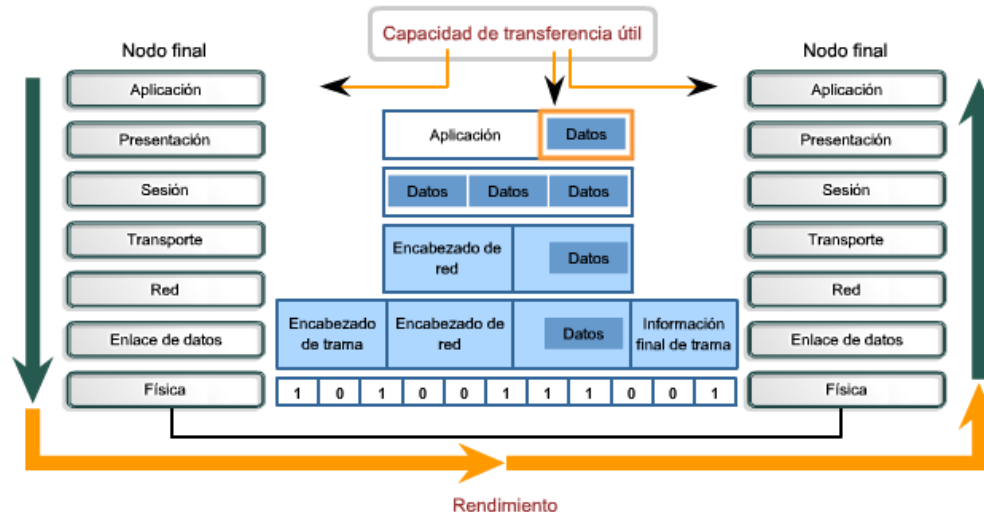 Capacidad de transferencia útil
Nodo final
Nodo final
Aplicación
Aplicación
Aplicación
Datos
Presentación
Presentación
Sesión
Datos
Datos
Datos
Sesión
Transporte
Encabezado de
red
Datos
Transporte
Red
Red
Enlace de datos
Encabezado
de trama
Encabezado de
red
Datos
Información
final de trama
Enlace de datos
Física
1 0 1 0 0 1 1 1 0 0 1
Física
Rendimiento